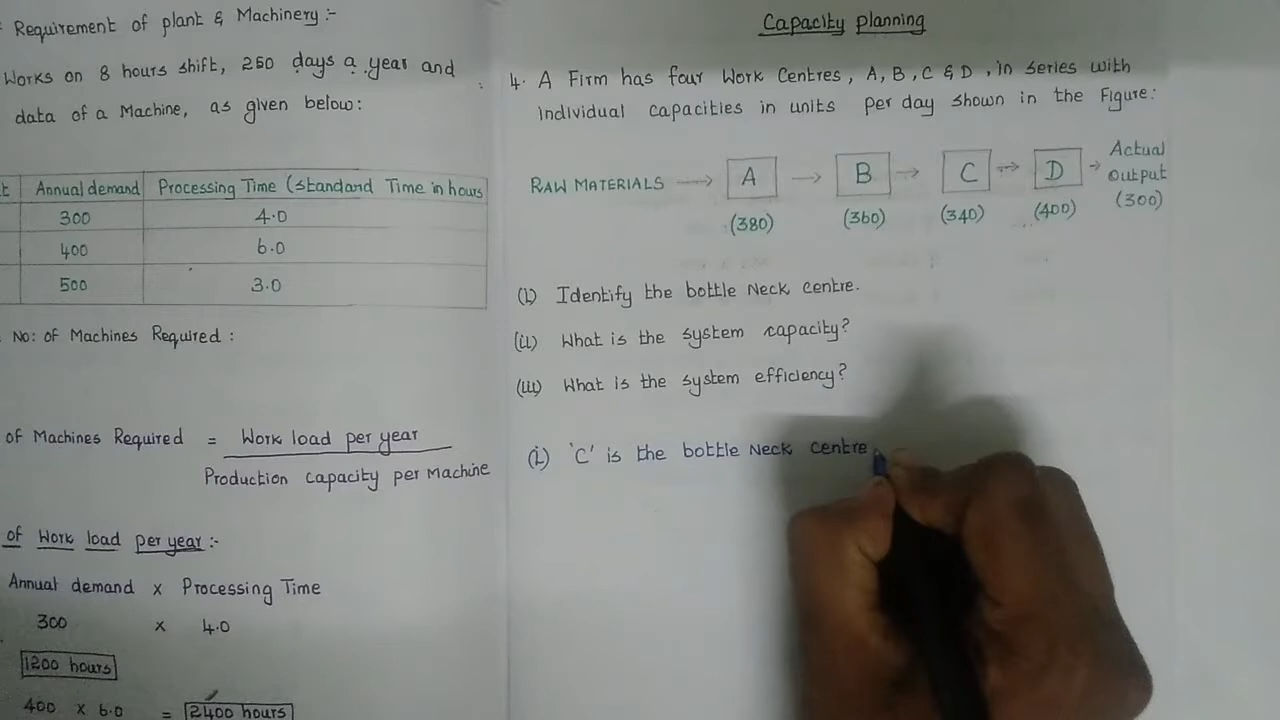 Requirement of plant & Machinery :-
Works on 8 hours shift, 250 days a year and
data of a Machine, as given below:
t Annual demand Processing Time (Standard Time in hours
300 4.0
400 6.0
500 3.0
No: of Machines Required :
of Machines Required = Work load per year
Production capacity per Machine
of Work load per year :-
Annual demand x Processing Time
300 x 4.0
1200 hours
400 x 6.0 = 2400 hours
Capacity planning
4. A Firm has four Work Centres, A, B, C & D, in series with
individual capacities in units per day shown in the Figure:
RAW MATERIALS → A → B → C → D → Actual
output
(380) (360) (340) (400) (300)
(i) Identify the bottle Neck centre.
(ii) What is the system capacity?
(iii) What is the system efficiency?
(i) 'C' is the bottle Neck centre